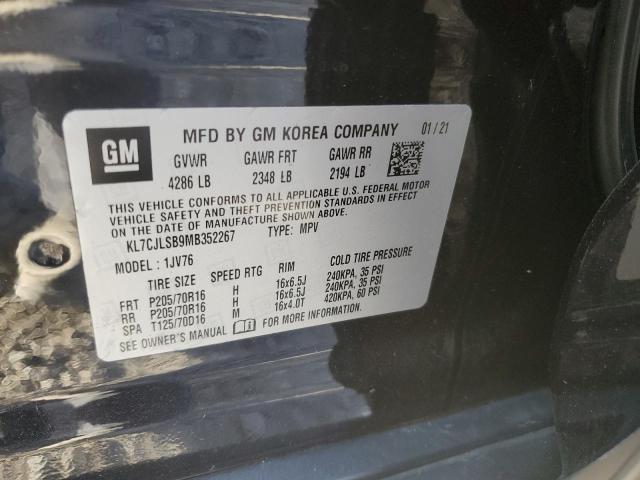 GM
MFD BY GM KOREA COMPANY 01/21
GVWR GAWR FRT GAWR RR
4286 LB 2348 LB 2194 LB
THIS VEHICLE CONFORMS TO ALL APPLICABLE U.S. FEDERAL MOTOR
VEHICLE SAFETY AND THEFT PREVENTION STANDARDS IN EFFECT
ON THE DATE OF MANUFACTURE SHOWN ABOVE.
KL7CJLSB9MB352267 TYPE: MPV
MODEL: 1JV76
TIRE SIZE SPEED RTG RIM COLD TIRE PRESSURE
FRT P205/70R16 H 16x6.5J 240KPA, 35 PSI
RR P205/70R16 H 16x6.5J 240KPA, 35 PSI
SPA T125/70D16 M 16x4.0T 420KPA, 60 PSI
SEE OWNER'S MANUAL FOR MORE INFORMATION.